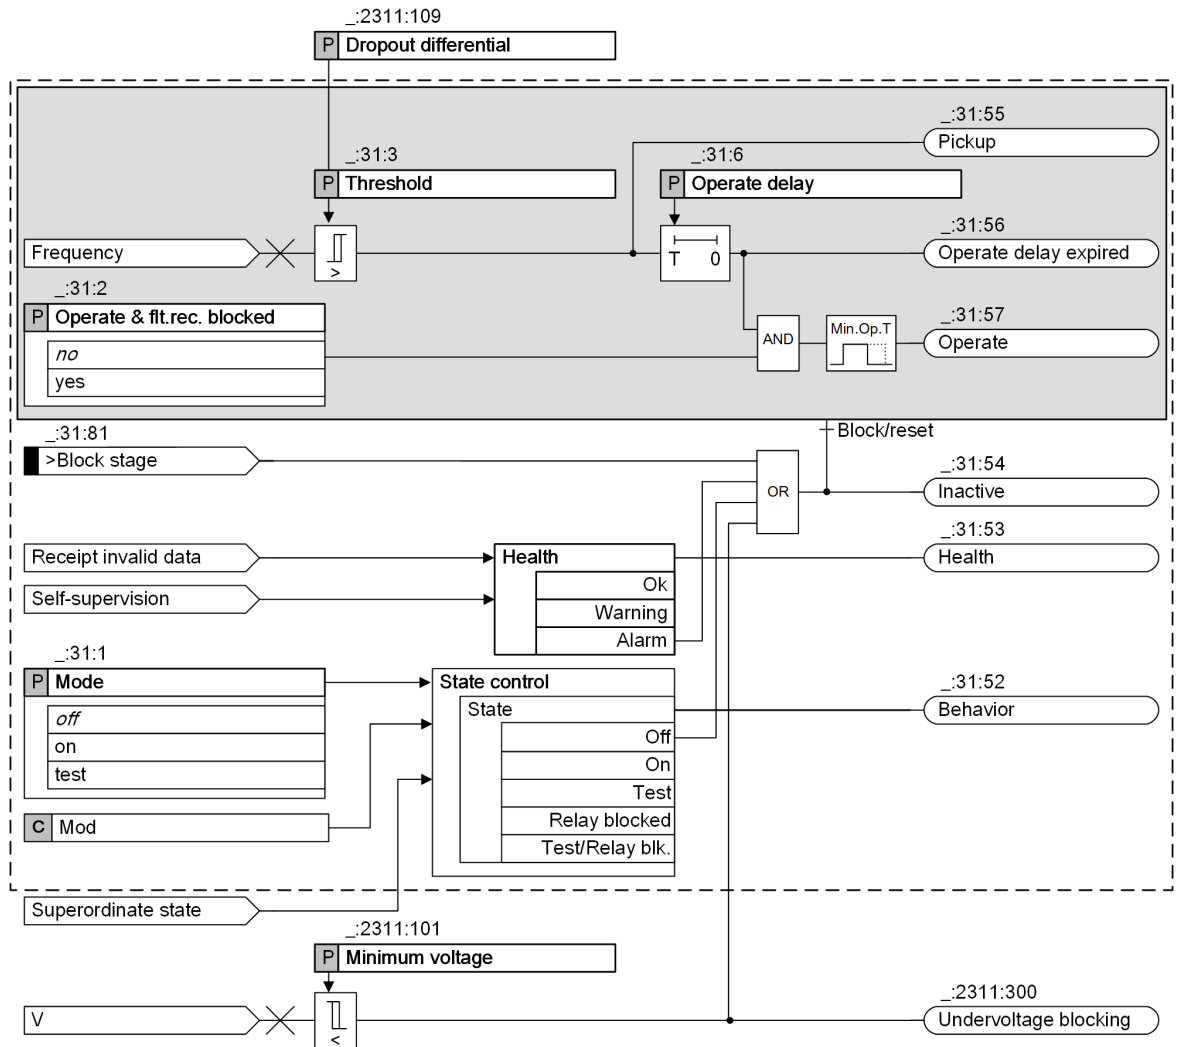 _:2311:109
P Dropout differential
_:31:55
Pickup
_:31:3
P Threshold
_:31:6
P Operate delay
_:31:56
Frequency
>
T 0
Operate delay expired
_:31:2
P Operate & flt.rec. blocked
no
yes
AND
Min.Op.T
_:31:57
Operate
_:31:81
>Block stage
Block/reset
OR
_:31:54
Inactive
_:31:53
Receipt invalid data
Health
Health
Self-supervision
Ok
Warning
Alarm
_:31:1
P Mode
off
on
test
State control
State
Off
On
Test
Relay blocked
Test/Relay blk.
_:31:52
Behavior
C Mod
Superordinate state
_:2311:101
P Minimum voltage
V
<
_:2311:300
Undervoltage blocking